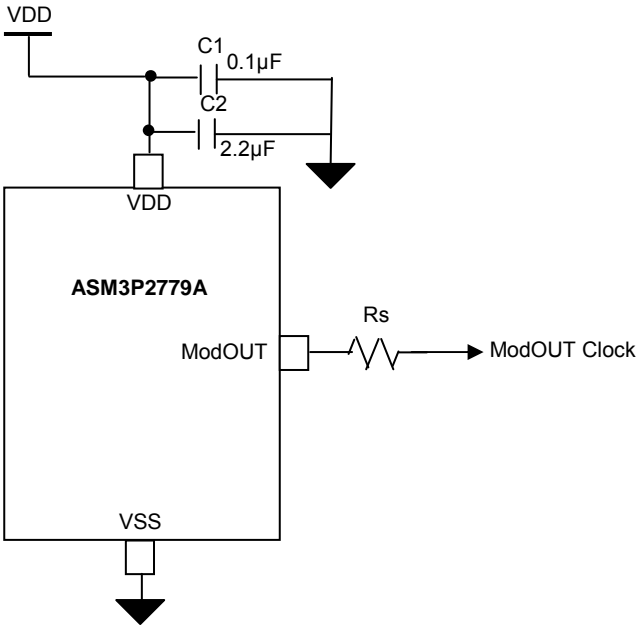 VDD
C1
0.1µF
C2
2.2µF
VDD
ASM3P2779A
Rs
ModOUT
ModOUT Clock
VSS